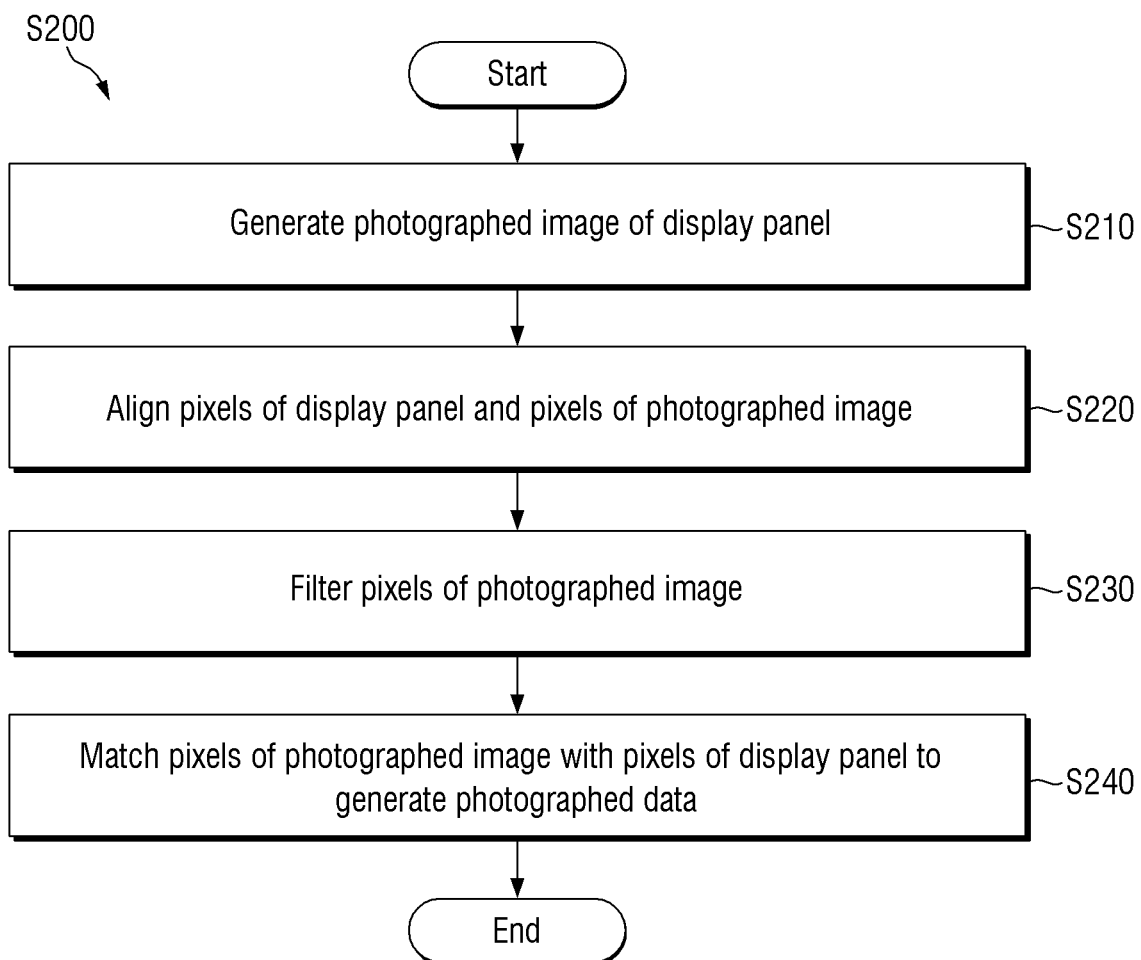 S200
Start
Generate photographed image of display panel
S210
Align pixels of display panel and pixels of photographed image
S220
Filter pixels of photographed image
S230
Match pixels of photographed image with pixels of display panel to
generate photographed data
S240
End